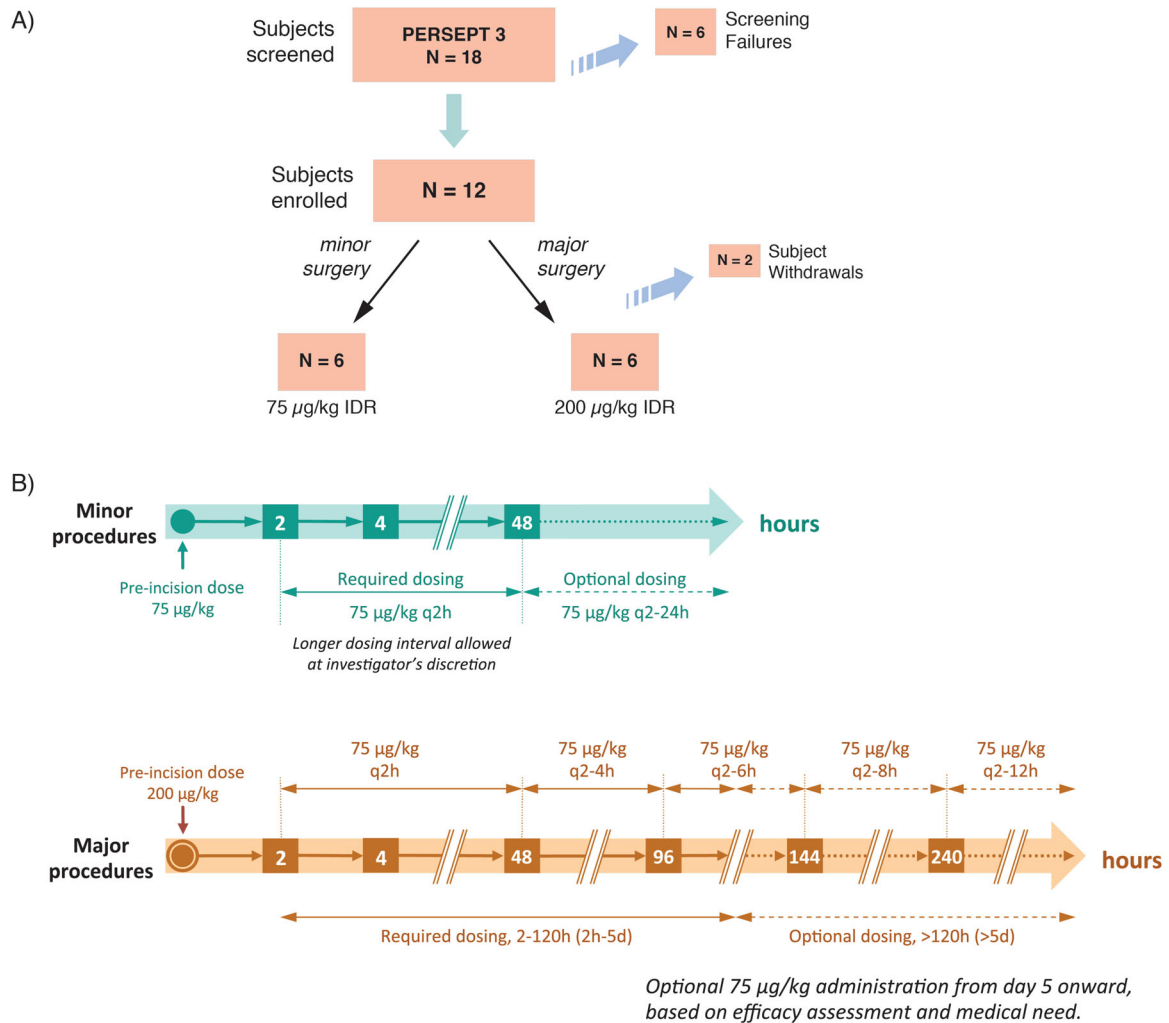 A)
Subjects
screened
PERSEPT 3
N = 18
N = 6
Screening
Failures
Subjects
enrolled
N = 12
minor
surgery
major
surgery
N = 2
Subject
Withdrawals
N = 6
75 µg/kg IDR
N = 6
200 µg/kg IDR
B)
Minor
procedures
2
4
48
hours
Pre-incision dose
75 µg/kg
Required dosing
75 µg/kg q2h
Optional dosing
75 µg/kg q2-24h
Longer dosing interval allowed
at investigator's discretion
Pre-incision dose
200 µg/kg
75 µg/kg
q2h
75 µg/kg
q2-4h
75 µg/kg
q2-6h
75 µg/kg
q2-8h
75 µg/kg
q2-12h
Major
procedures
2
4
48
96
144
240
hours
Required dosing, 2-120h (2h-5d)
Optional dosing, >120h (>5d)
Optional 75 µg/kg administration from day 5 onward,
based on efficacy assessment and medical need.